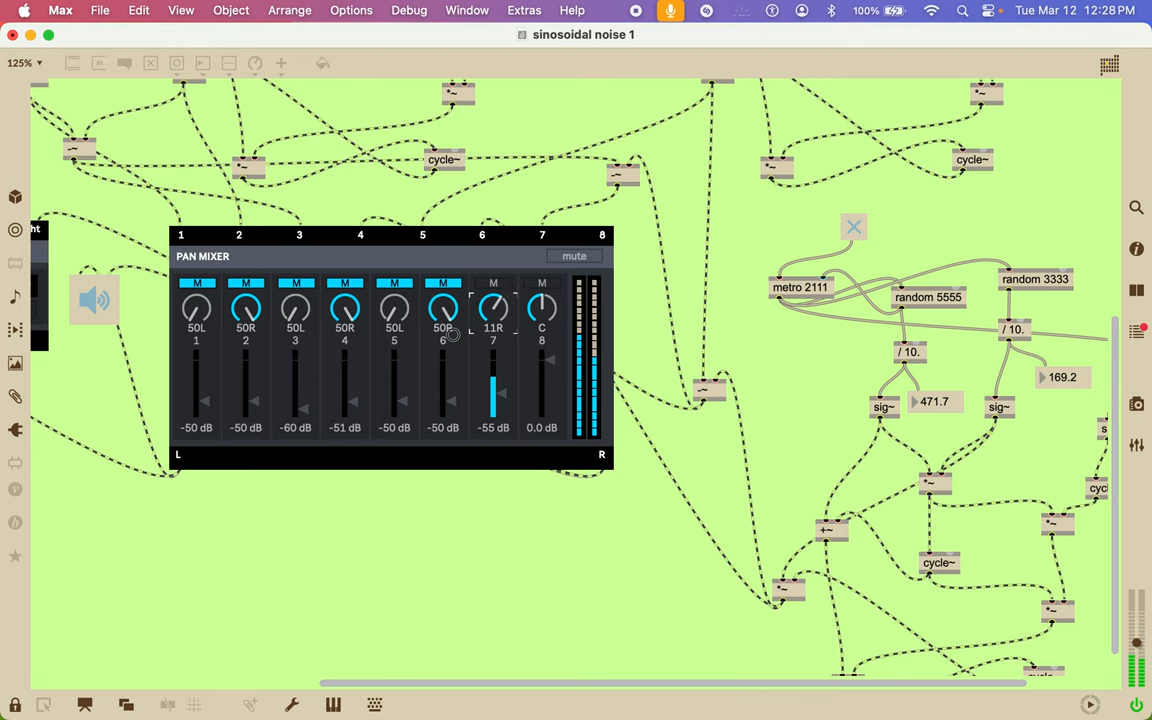 Max File Edit View Object Arrange Options Debug Window Extras Help 100% Tue Mar 12 12:28 PM
sinosoidal noise 1
125%
*~ *~
-~ *~ cycle~ -~ *~ cycle~
ht
1 2 3 4 5 6 7 8
PAN MIXER mute
M M M M M M M M
50L 50R 50L 50R 50L 50R 11R C
1 2 3 4 5 6 7 8
-50 dB -50 dB -60 dB -51 dB -50 dB -50 dB -55 dB 0.0 dB
L R
metro 2111
random 5555
random 3333
/ 10.
/ 10.
169.2
471.7
sig~ sig~
-~
s
*~
cycl
+~
*~
cycle~
*~
*~